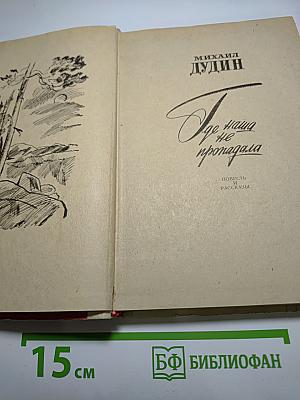 МИХАИЛ
ДУДИН
Где наша
не
пропадала
ПОВЕСТЬ
И
РАССКАЗЫ
15 см
БФ БИБЛИОФАН